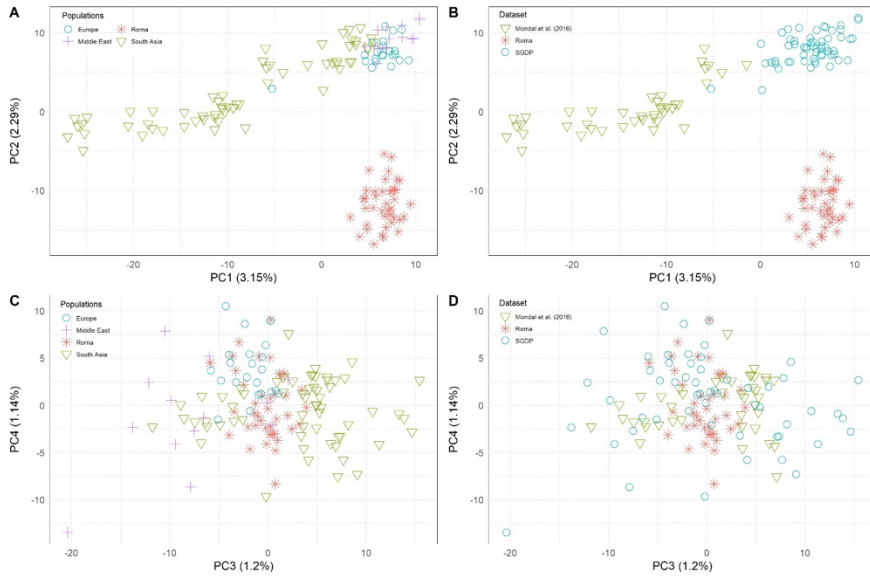 A
Populations
Europe
Roma
Middle East
South Asia
10
0
-10
PC2 (2.29%)
-20
-10
0
10
PC1 (3.15%)
B
Dataset
Mondal et al. (2016)
Roma
SGDP
10
0
-10
PC2 (2.29%)
-20
-10
0
10
PC1 (3.15%)
C
Populations
Europe
Middle East
Roma
South Asia
10
5
0
-5
-10
PC4 (1.14%)
-20
-10
0
10
PC3 (1.2%)
D
Dataset
Mondal et al. (2016)
Roma
SGDP
10
5
0
-5
-10
PC4 (1.14%)
-20
-10
0
10
PC3 (1.2%)